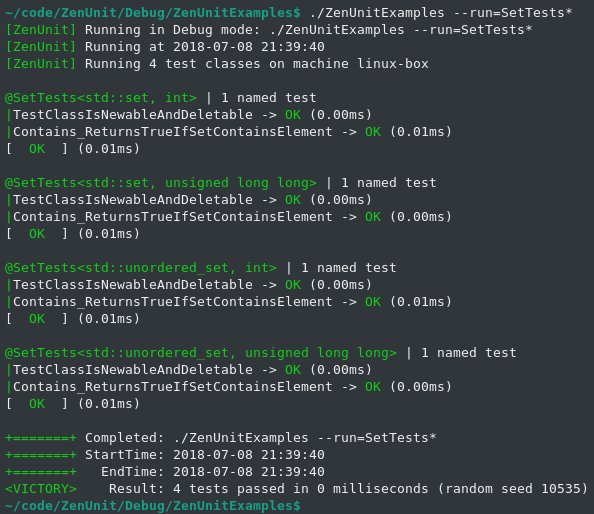 ~/code/ZenUnit/Debug/ZenUnitExamples$ ./ZenUnitExamples --run=SetTests*
[ZenUnit] Running in Debug mode: ./ZenUnitExamples --run=SetTests*
[ZenUnit] Running at 2018-07-08 21:39:40
[ZenUnit] Running 4 test classes on machine linux-box

@SetTests<std::set, int> | 1 named test
|TestClassIsNewableAndDeletable -> OK (0.00ms)
|Contains_ReturnsTrueIfSetContainsElement -> OK (0.01ms)
[  OK  ] (0.01ms)

@SetTests<std::set, unsigned long long> | 1 named test
|TestClassIsNewableAndDeletable -> OK (0.00ms)
|Contains_ReturnsTrueIfSetContainsElement -> OK (0.00ms)
[  OK  ] (0.01ms)

@SetTests<std::unordered_set, int> | 1 named test
|TestClassIsNewableAndDeletable -> OK (0.00ms)
|Contains_ReturnsTrueIfSetContainsElement -> OK (0.01ms)
[  OK  ] (0.01ms)

@SetTests<std::unordered_set, unsigned long long> | 1 named test
|TestClassIsNewableAndDeletable -> OK (0.00ms)
|Contains_ReturnsTrueIfSetContainsElement -> OK (0.00ms)
[  OK  ] (0.01ms)

+=======+ Completed: ./ZenUnitExamples --run=SetTests*
+=======+ StartTime: 2018-07-08 21:39:40
+=======+   EndTime: 2018-07-08 21:39:40
<VICTORY>    Result: 4 tests passed in 0 milliseconds (random seed 10535)
~/code/ZenUnit/Debug/ZenUnitExamples$